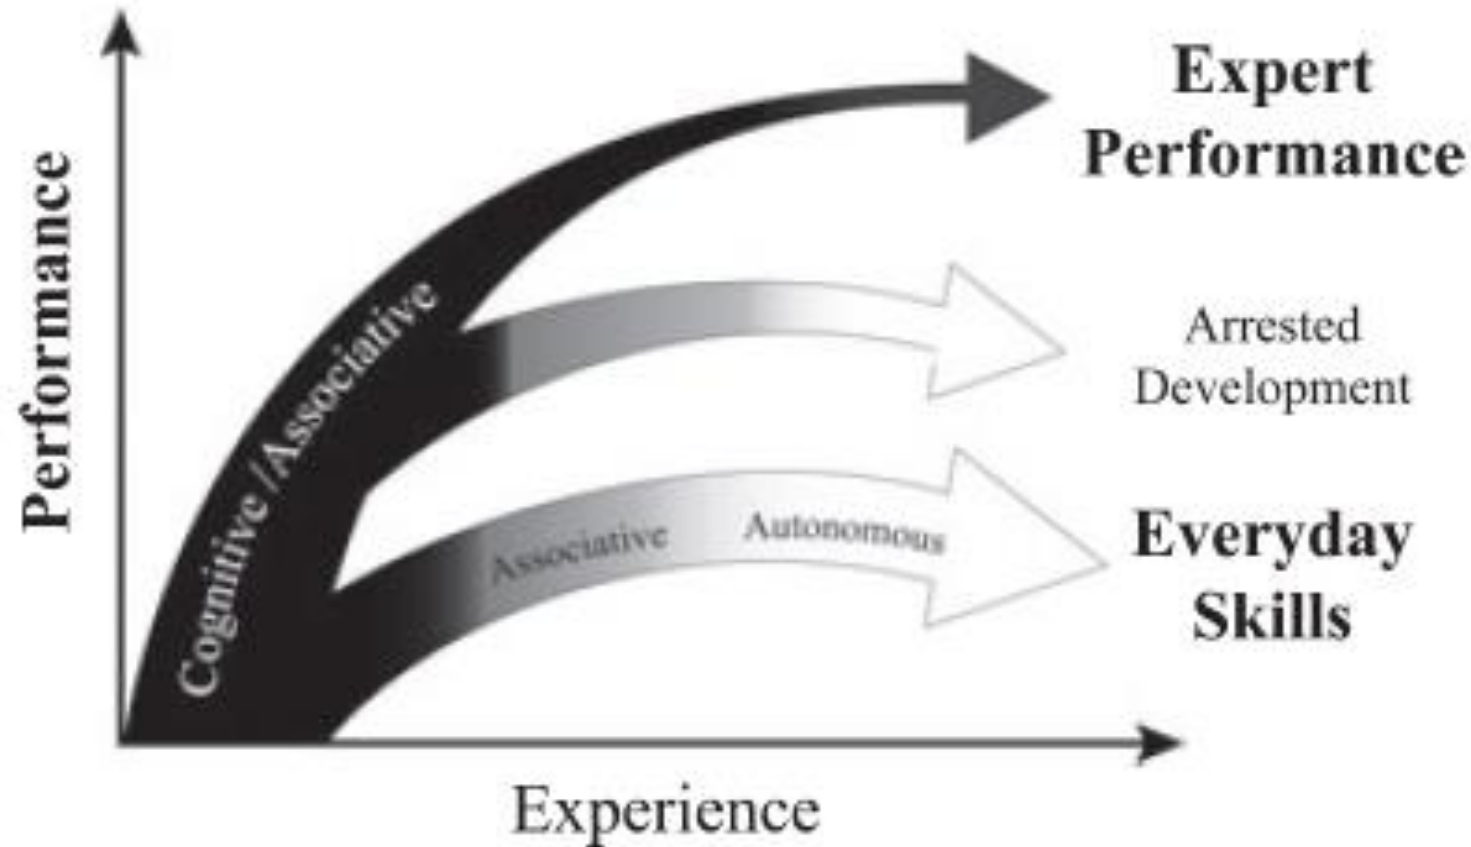 Expert
Performance
Performance
Cognitive /Associative
Arrested
Development
Associative
Autonomous
Everyday
Skills
Experience